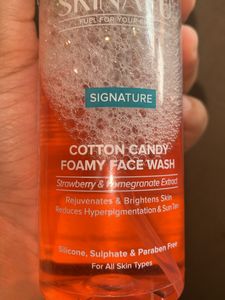 SIGNATURE
COTTON CANDY
FOAMY FACE WASH
Strawberry & Pomegranate Extract
Rejuvenates & Brightens Skin
Reduces Hyperpigmentation & Sun Tan
Silicone, Sulphate & Paraben Free
For All Skin Types